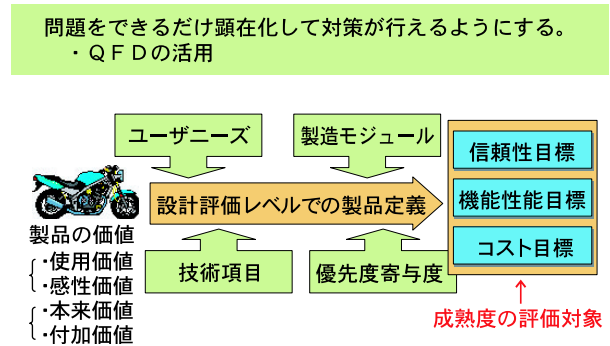 問題をできるだけ顕在化して対策が行えるようにする。
・ＱＦＤの活用
ユーザニーズ
製造モジュール
設計評価レベルでの製品定義
技術項目
優先度寄与度
信頼性目標
機能性能目標
コスト目標
製品の価値
・使用価値
・感性価値
・本来価値
・付加価値
↑
成熟度の評価対象